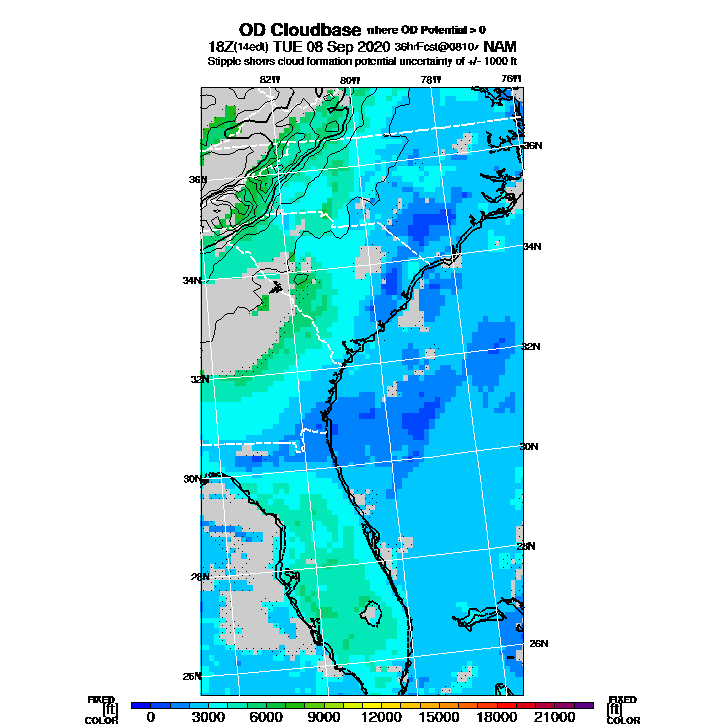 OD Cloudbase where OD Potential > 0
18Z(14edt) TUE 08 Sep 2020 36hrFcst@0810z NAM
Stipple shows cloud formation potential uncertainty of +/- 1000 ft
82W 80W 78W 76W
36N
36N
34N
34N
32N
32N
30N
30N
28N
28N
26N
26N
FIXED FIXED
[ft] [ft]
COLOR 0 3000 6000 9000 12000 15000 18000 21000 COLOR